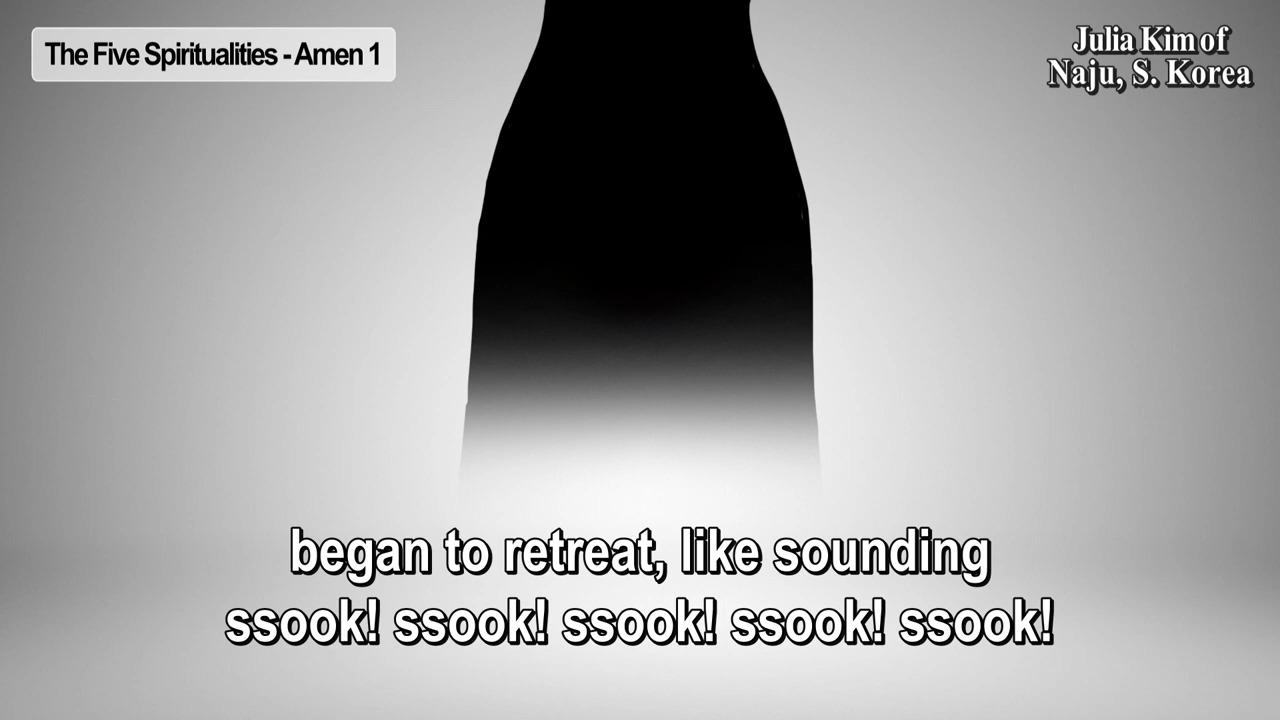 The Five Spiritualities - Amen 1
Julia Kim of
Naju, S. Korea
began to retreat, like sounding
ssook! ssook! ssook! ssook! ssook!